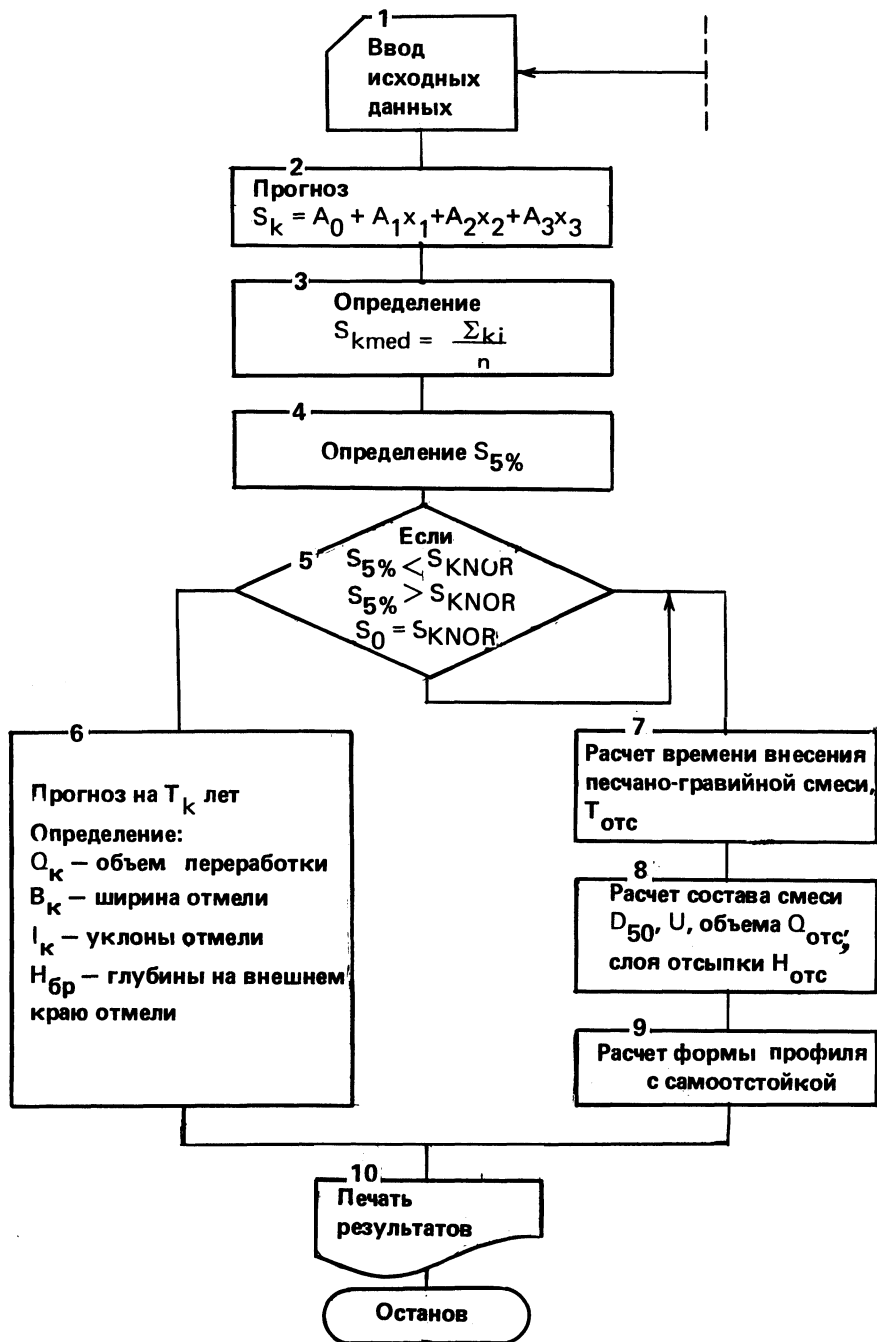 1
Ввод
исходных
данных
2
Прогноз
S_k = A_0 + A_1x_1+A_2x_2+A_3x_3
3
Определение
S_kmed = Σ_ki / n
4
Определение S_5%
5
Если
S_5% < S_KNOR
S_5% > S_KNOR
S_0 = S_KNOR
6
Прогноз на T_k лет
Определение:
Q_к – объем переработки
B_к – ширина отмели
I_к – уклоны отмели
H_бр – глубины на внешнем
краю отмели
7
Расчет времени внесения
песчано-гравийной смеси,
T_отс
8
Расчет состава смеси
D_50, U, объема Q_отс,
слоя отсыпки H_отс
9
Расчет формы профиля
с самоотстойкой
10
Печать
результатов
Останов